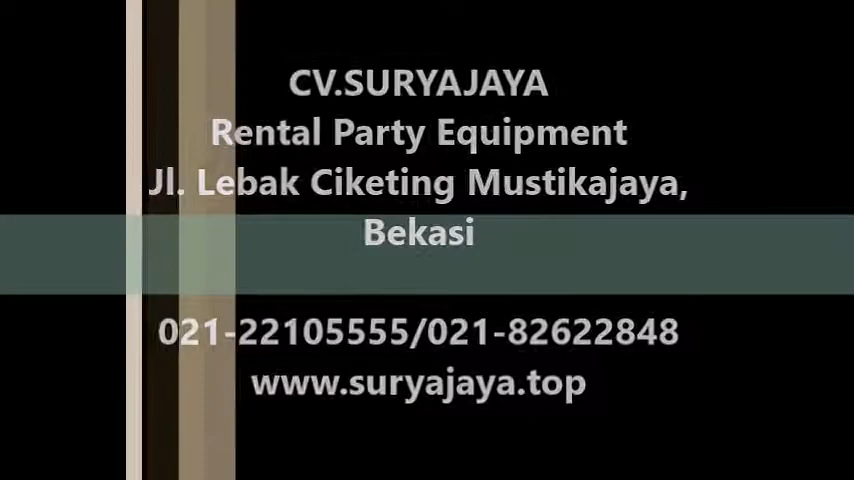 CV.SURYAJAYA
Rental Party Equipment
Jl. Lebak Ciketing Mustikajaya,
Bekasi
021-22105555/021-82622848
www.suryajaya.top